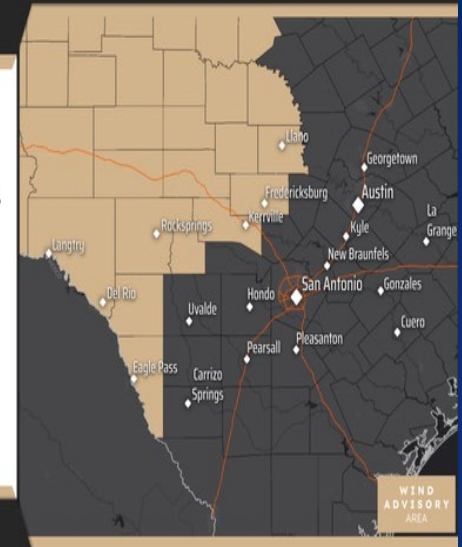 Llano
Georgetown
Fredericksburg
Austin
Kerrville
La
Grange
Rocksprings
Kyle
Langtry
New Braunfels
San Antonio
Gonzales
Del Rio
Hondo
Uvalde
Cuero
Pleasanton
Pearsall
Eagle Pass
Carrizo
Springs
WIND
ADVISORY
AREA